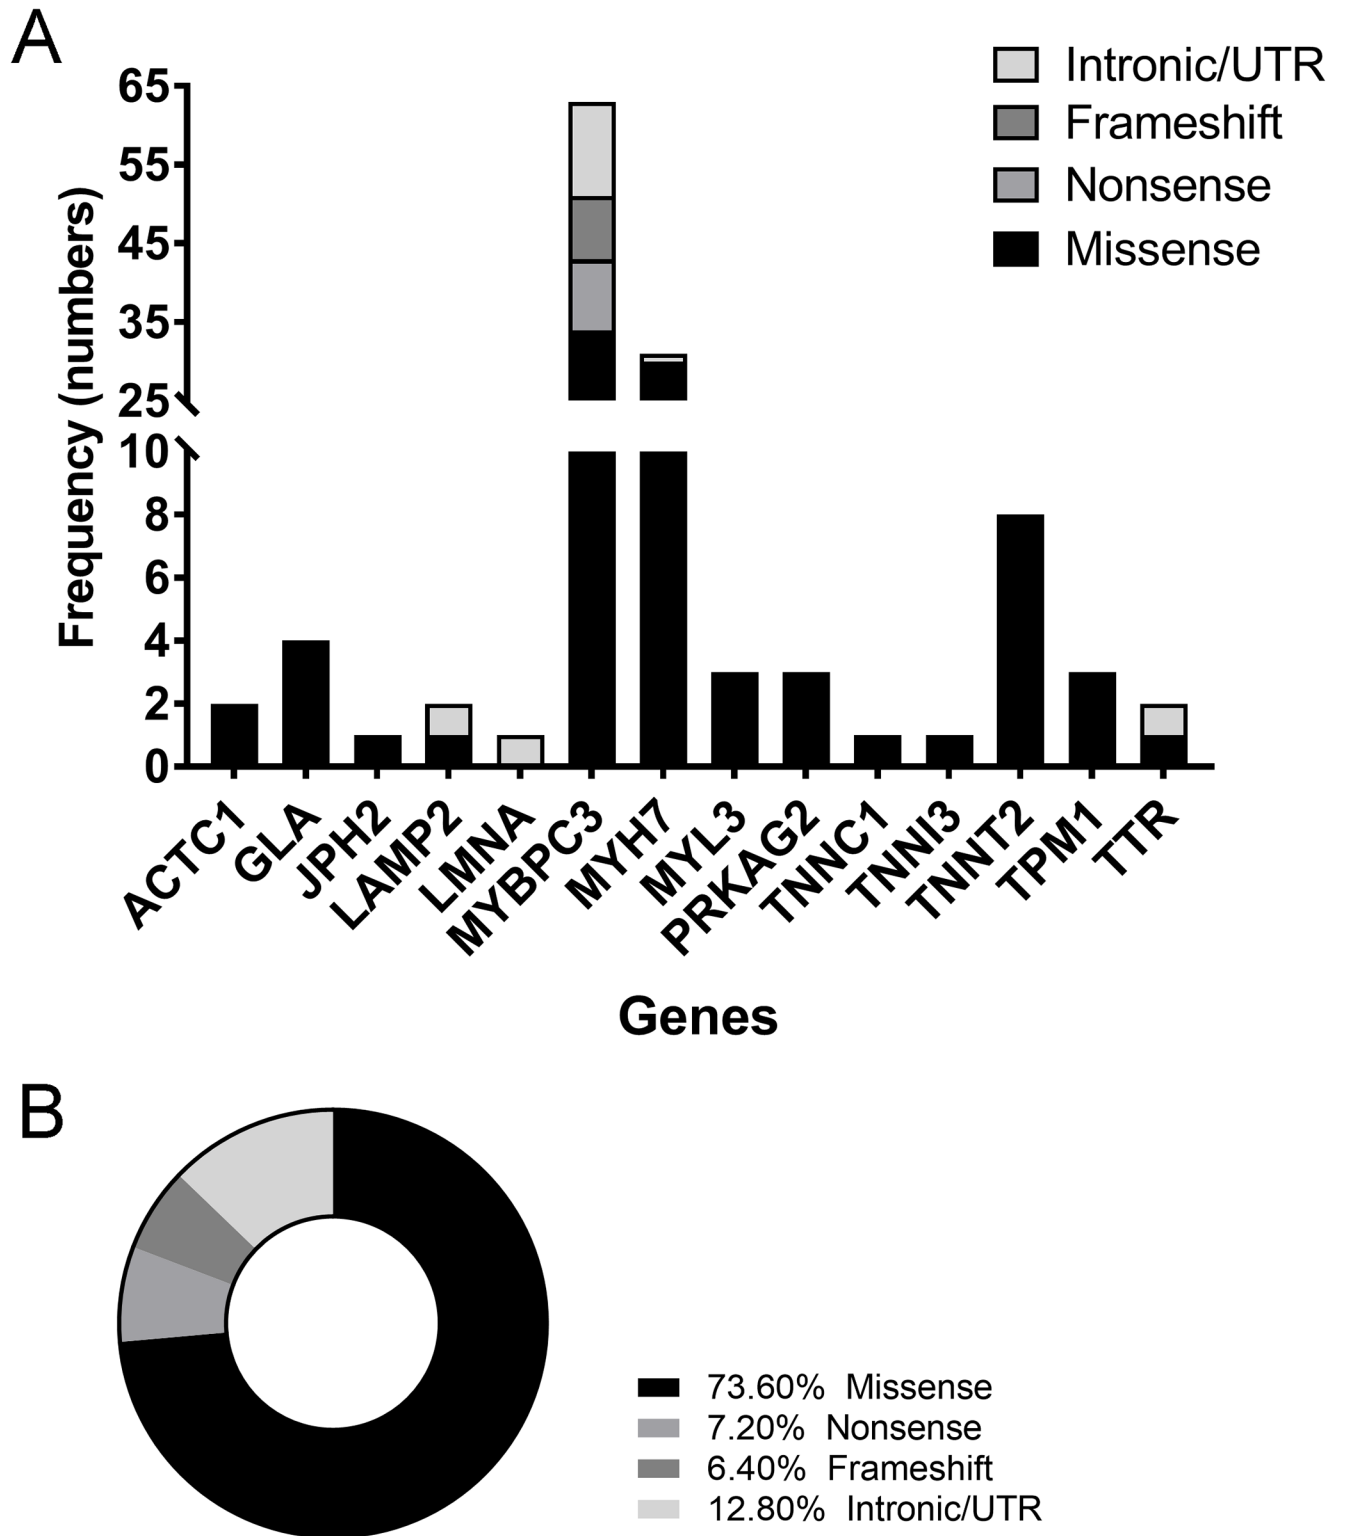 A
Intronic/UTR
Frameshift
Nonsense
Missense
Frequency (numbers)
65
55
45
35
25
10
8
6
4
2
0
ACTC1
GLA
JPH2
LAMP2
LMNA
MYBPC3
MYH7
MYL3
PRKAG2
TNNC1
TNNI3
TNNT2
TPM1
TTR
Genes
B
73.60% Missense
7.20% Nonsense
6.40% Frameshift
12.80% Intronic/UTR